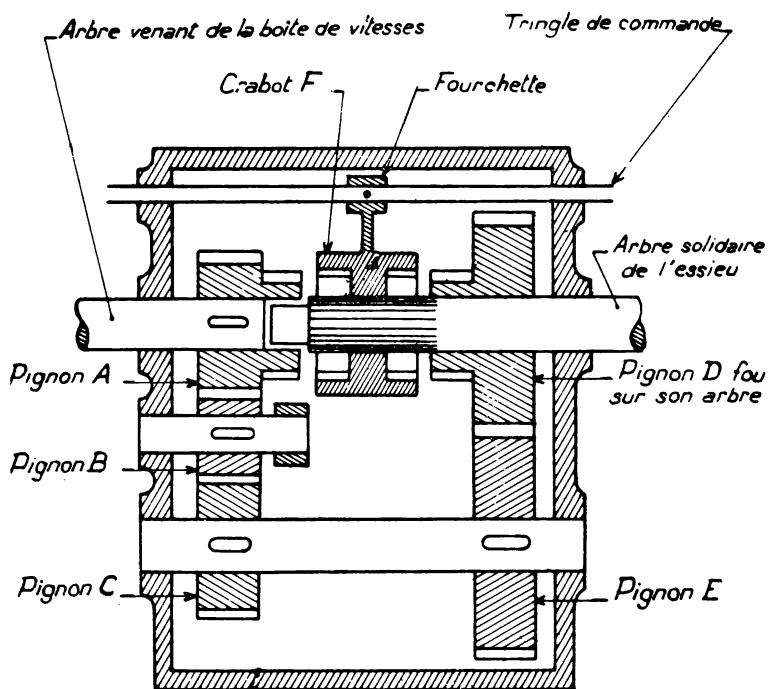 Arbre venant de la boîte de vitesses
Tringle de commande
Crabot F
Fourchette
Arbre solidaire
de l'essieu
Pignon A
Pignon D fou
sur son arbre
Pignon B
Pignon C
Pignon E